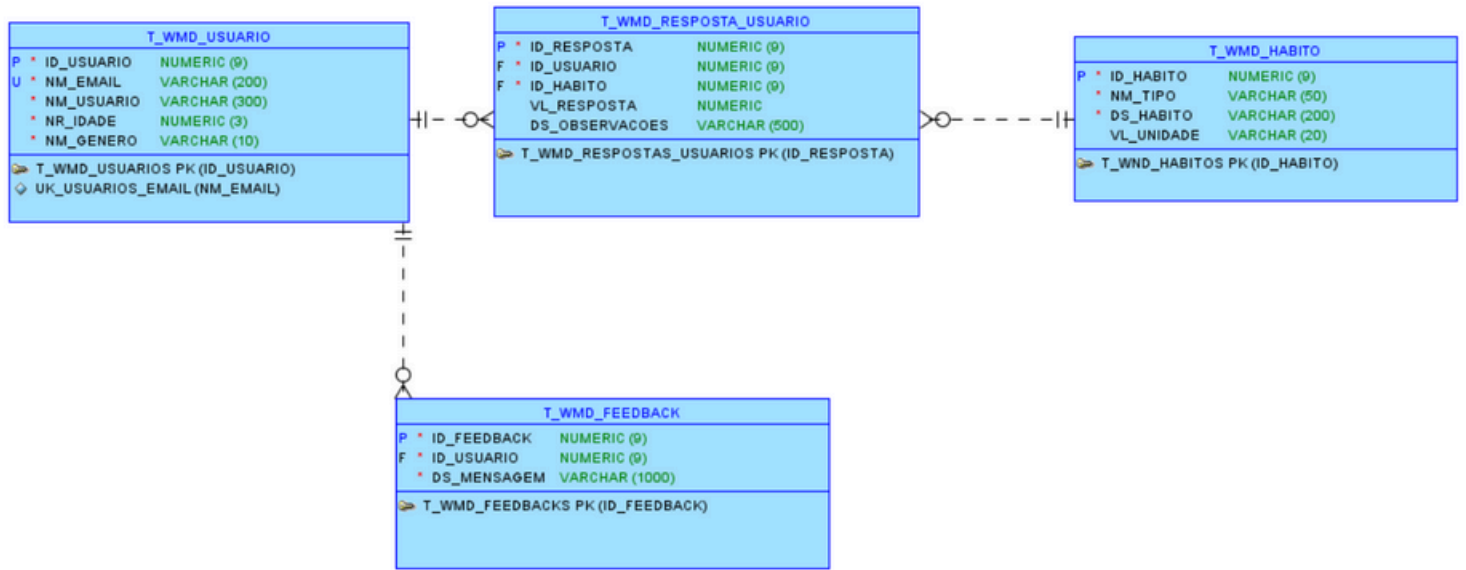 T_WMD_USUARIO
P * ID_USUARIO NUMERIC (9)
U * NM_EMAIL VARCHAR (200)
* NM_USUARIO VARCHAR (300)
* NR_IDADE NUMERIC (3)
* NM_GENERO VARCHAR (10)
T_WMD_USUARIOS PK (ID_USUARIO)
UK_USUARIOS_EMAIL (NM_EMAIL)
T_WMD_RESPOSTA_USUARIO
P * ID_RESPOSTA NUMERIC (9)
F * ID_USUARIO NUMERIC (9)
F * ID_HABITO NUMERIC (9)
VL_RESPOSTA NUMERIC
DS_OBSERVACOES VARCHAR (500)
T_WMD_RESPOSTAS_USUARIOS PK (ID_RESPOSTA)
T_WMD_HABITO
P * ID_HABITO NUMERIC (9)
* NM_TIPO VARCHAR (50)
* DS_HABITO VARCHAR (200)
VL_UNIDADE VARCHAR (20)
T_WND_HABITOS PK (ID_HABITO)
T_WMD_FEEDBACK
P * ID_FEEDBACK NUMERIC (9)
F * ID_USUARIO NUMERIC (9)
* DS_MENSAGEM VARCHAR (1000)
T_WMD_FEEDBACKS PK (ID_FEEDBACK)